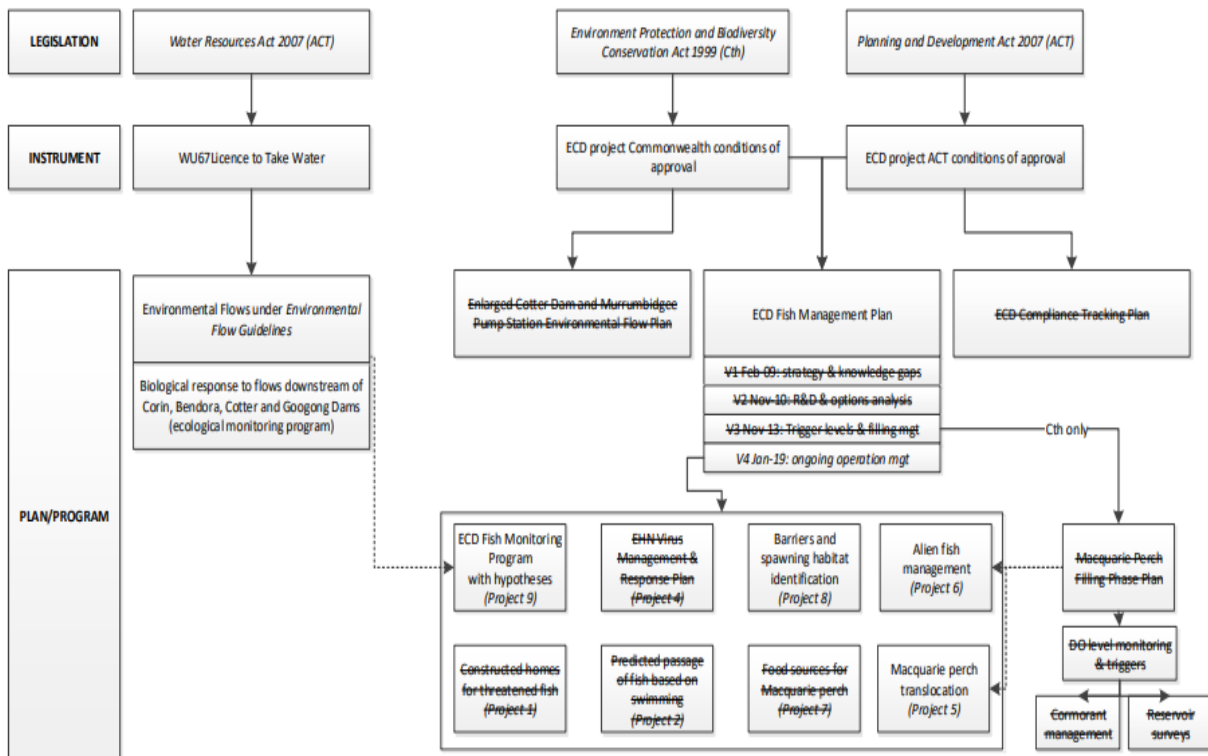 LEGISLATION
Water Resources Act 2007 (ACT)
Environment Protection and Biodiversity
Conservation Act 1999 (Cth)
Planning and Development Act 2007 (ACT)
INSTRUMENT
WU67Licence to Take Water
ECD project Commonwealth conditions of
approval
ECD project ACT conditions of approval
PLAN/PROGRAM
Environmental Flows under Environmental
Flow Guidelines
Biological response to flows downstream of
Corin, Bendora, Cotter and Googong Dams
(ecological monitoring program)
Enlarged Cotter Dam and Murrumbidgee
Pump Station Environmental Flow Plan
ECD Fish Management Plan
ECD Compliance Tracking Plan
V1 Feb-09: strategy & knowledge gaps
V2 Nov-10: R&D & options analysis
V3 Nov-13: Trigger levels & filling mgt
V4 Jan-19: ongoing operation mgt
Cth only
ECD Fish Monitoring
Program
with hypotheses
(Project 9)
EHN Virus
Management &
Response Plan
(Project 4)
Barriers and
spawning habitat
identification
(Project 8)
Alien fish
management
(Project 6)
Macquarie Perch
Filling Phase Plan
Constructed homes
for threatened fish
(Project 1)
Predicted passage
of fish based on
swimming
(Project 2)
Food sources for
Macquarie perch
(Project 7)
Macquarie perch
translocation
(Project 5)
DO level monitoring
& triggers
Cormorant
management
Reservoir
surveys